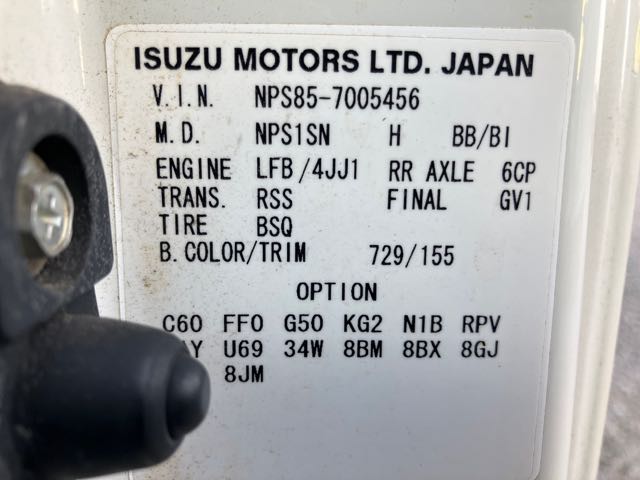 ISUZU MOTORS LTD. JAPAN
V.I.N. NPS85-7005456
M.D. NPS1SN H BB/BI
ENGINE LFB/4JJ1 RR AXLE 6CP
TRANS. RSS FINAL GV1
TIRE BSQ
B.COLOR/TRIM 729/155
OPTION
C60 FF0 G50 KG2 N1B RPV
U69 34W 8BM 8BX 8GJ
8JM